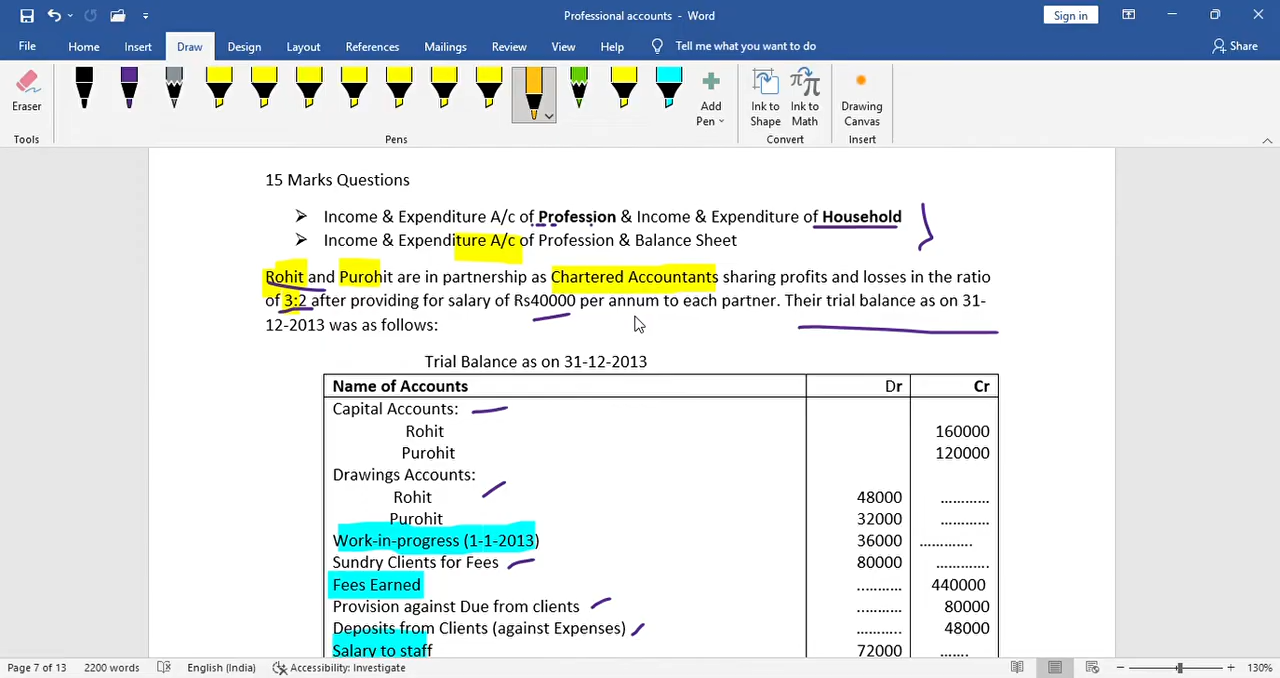 Professional accounts - Word
Sign in
File Home Insert Draw Design Layout References Mailings Review View Help Tell me what you want to do Share
Eraser
Add Pen
Ink to Shape
Ink to Math
Drawing Canvas
Tools Pens Convert Insert
15 Marks Questions
➢ Income & Expenditure A/c of Profession & Income & Expenditure of Household
➢ Income & Expenditure A/c of Profession & Balance Sheet
Rohit and Purohit are in partnership as Chartered Accountants sharing profits and losses in the ratio
of 3:2 after providing for salary of Rs40000 per annum to each partner. Their trial balance as on 31-
12-2013 was as follows:
Trial Balance as on 31-12-2013
Name of Accounts Dr Cr
Capital Accounts:
Rohit 160000
Purohit 120000
Drawings Accounts:
Rohit 48000 ............
Purohit 32000 ............
Work-in-progress (1-1-2013) 36000 .............
Sundry Clients for Fees 80000 .............
Fees Earned ........... 440000
Provision against Due from clients ........... 80000
Deposits from Clients (against Expenses) ........... 48000
Salary to staff 72000 .......
Page 7 of 13 2200 words English (India) Accessibility: Investigate 130%